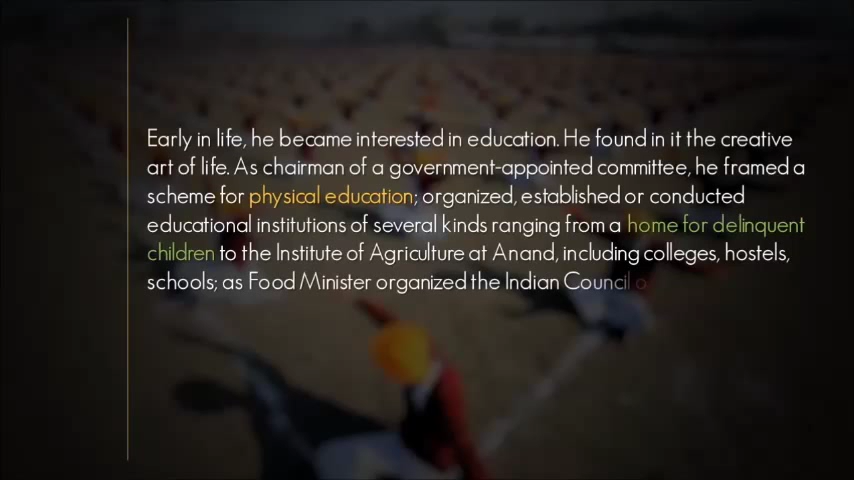 Early in life, he became interested in education. He found in it the creative
art of life. As chairman of a government-appointed committee, he framed a
scheme for physical education; organized, established or conducted
educational institutions of several kinds ranging from a home for delinquent
children to the Institute of Agriculture at Anand, including colleges, hostels,
schools; as Food Minister organized the Indian Council o